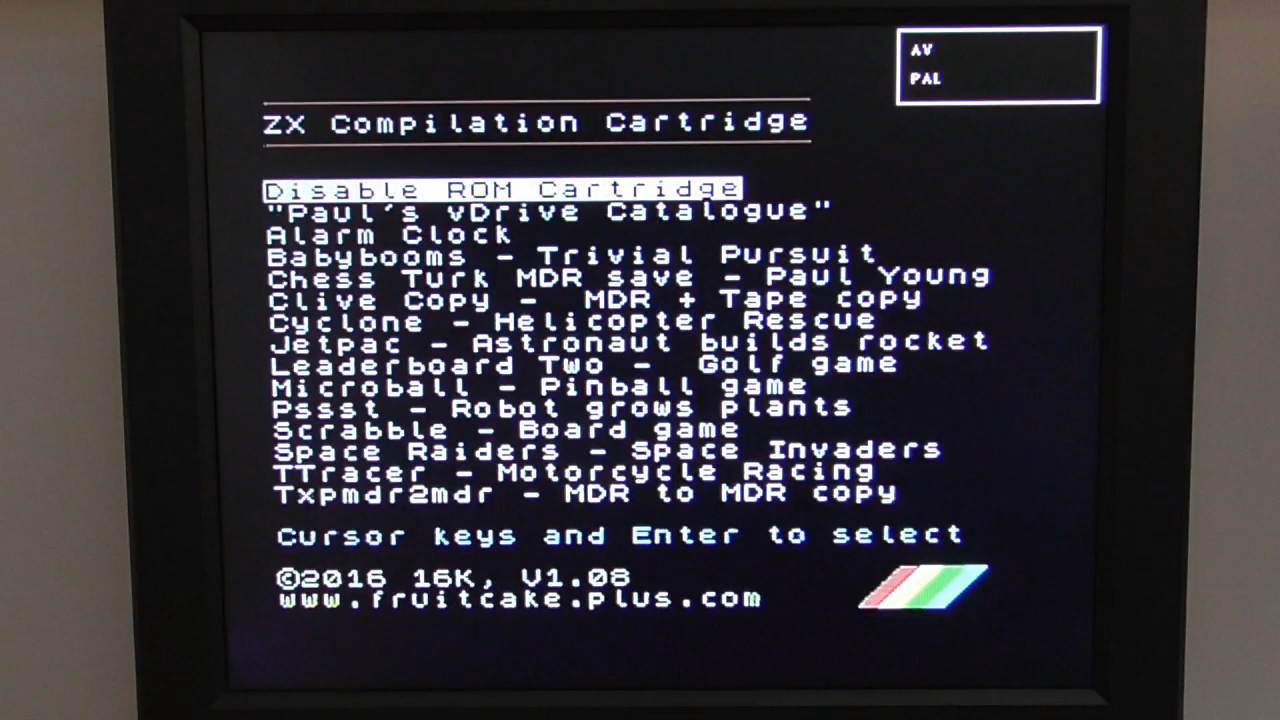 AV
PAL
ZX Compilation Cartridge
Disable ROM Cartridge
"Paul's vDrive Catalogue"
Alarm Clock
Babybooms - Trivial Pursuit
Chess Turk MDR save - Paul Young
Clive Copy - MDR + Tape copy
Cyclone - Helicopter Rescue
Jetpac - Astronaut builds rocket
Leaderboard Two - Golf game
Microball - Pinball game
Pssst - Robot grows plants
Scrabble - Board game
Space Raiders - Space Invaders
TTracer - Motorcycle Racing
Txpmdr2mdr - MDR to MDR copy
Cursor keys and Enter to select
©2016 16K, V1.08
www.fruitcake.plus.com